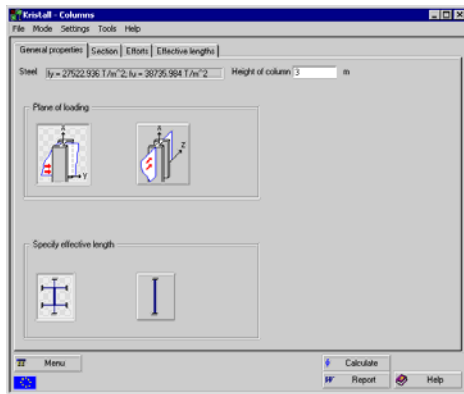 Kristall - Columns
File Mode Settings Tools Help
General properties Section Efforts Effective lengths
Steel fy = 27522.936 T/m^2; fu = 38735.984 T/m^2 Height of column 3 m
Plane of loading
A A
Y Z
Specify effective length
Menu Calculate
Report Help